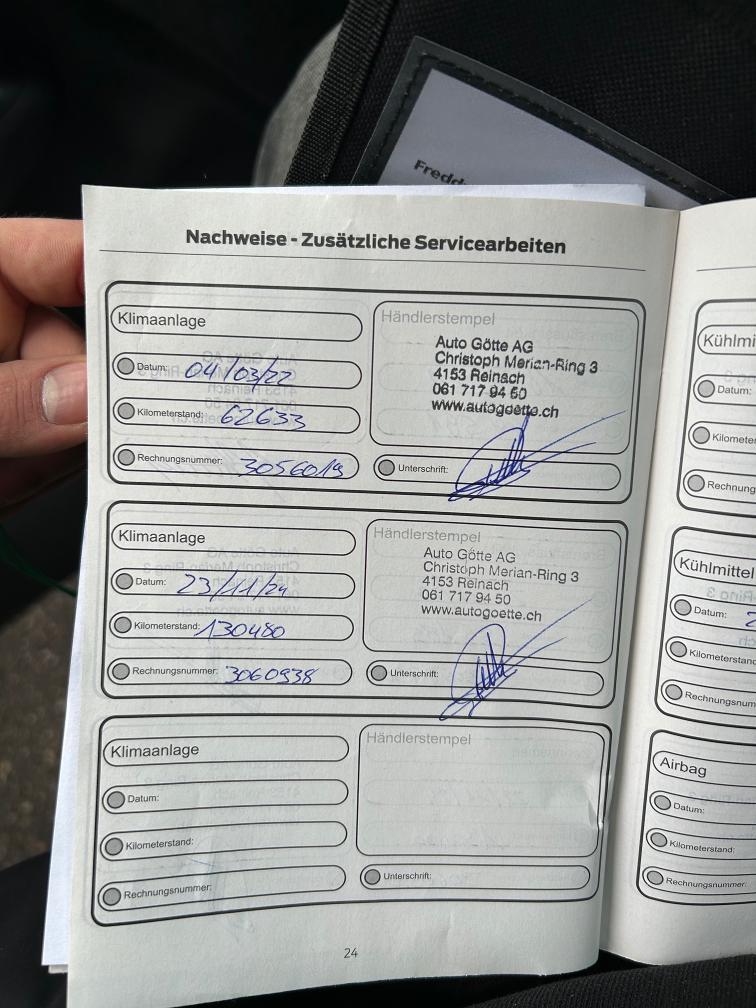 Fredd
Nachweise - Zusätzliche Servicearbeiten
Klimaanlage
Datum: 04/03/22
Kilometerstand: 62633
Rechnungsnummer: 3056019
Händlerstempel
Auto Götte AG
Christoph Merian-Ring 3
4153 Reinach
061 717 94 50
www.autogoette.ch
Unterschrift:
Klimaanlage
Datum: 23/11/24
Kilometerstand: 130480
Rechnungsnummer: 3060938
Händlerstempel
Auto Götte AG
Christoph Merian-Ring 3
4153 Reinach
061 717 94 50
www.autogoette.ch
Unterschrift:
Klimaanlage
Datum:
Kilometerstand:
Rechnungsnummer:
Händlerstempel
Unterschrift:
24
Kühlmi
Datum:
Kilometer
Rechnung
Kühlmittel
Datum: 2
Kilometerstand
Rechnungsnum
Airbag
Datum:
Kilometerstand:
Rechnungsnummer: